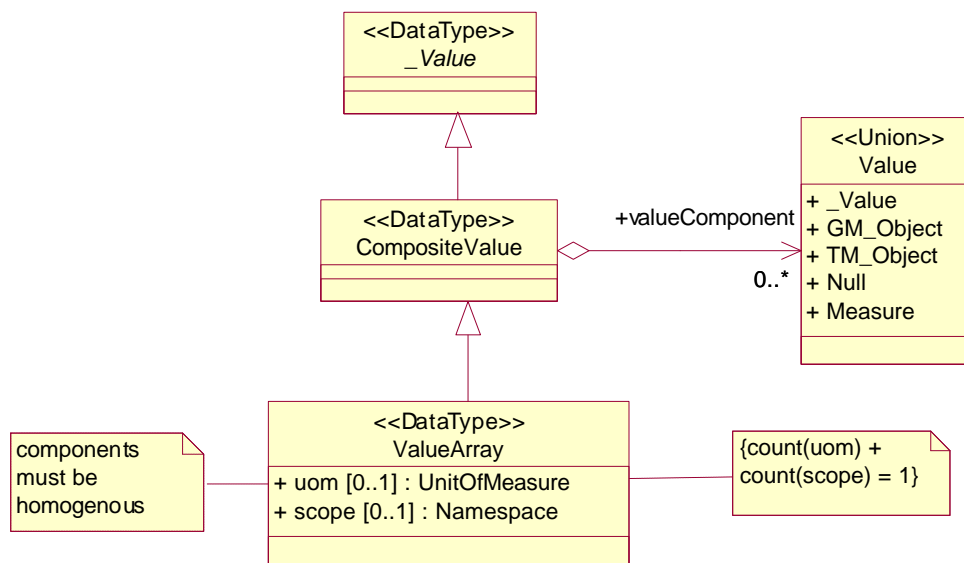 <<DataType>>
_Value
<<DataType>>
CompositeValue
+valueComponent
0..*
<<Union>>
Value
+ _Value
+ GM_Object
+ TM_Object
+ Null
+ Measure
components
must be
homogenous
<<DataType>>
ValueArray
+ uom [0..1] : UnitOfMeasure
+ scope [0..1] : Namespace
{count(uom) +
count(scope) = 1}